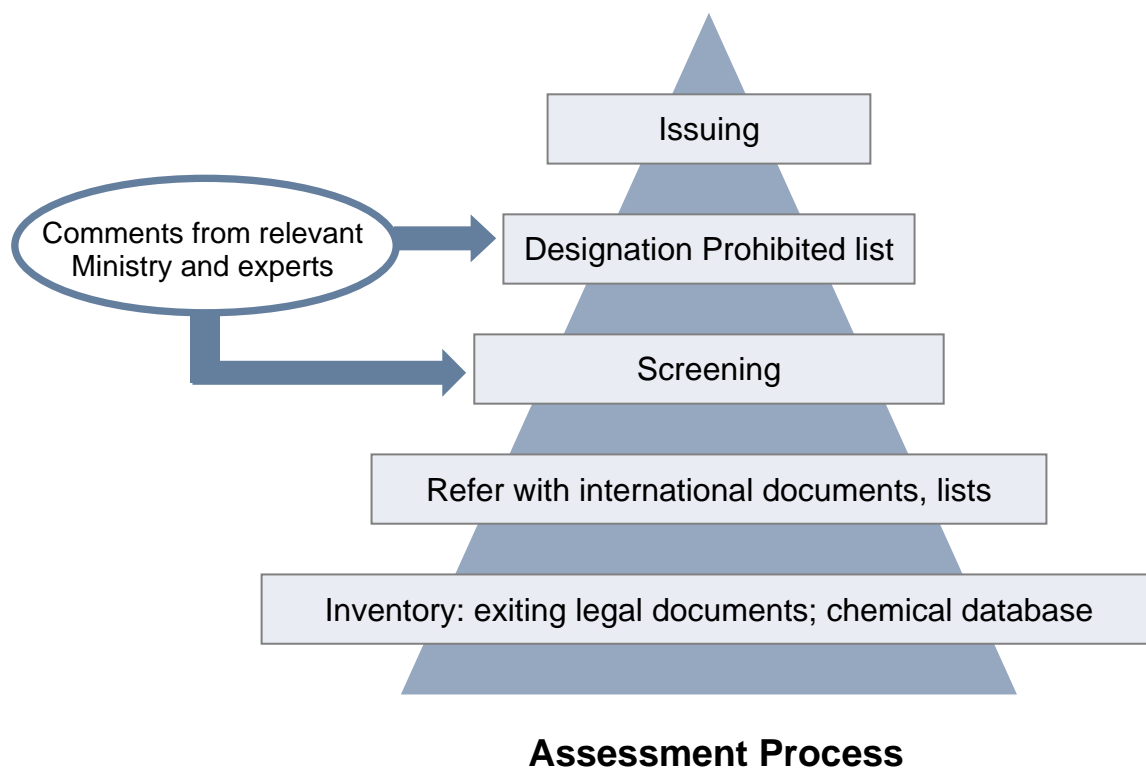 Issuing
Comments from relevant
Ministry and experts
Designation Prohibited list
Screening
Refer with international documents, lists
Inventory: exiting legal documents; chemical database
Assessment Process